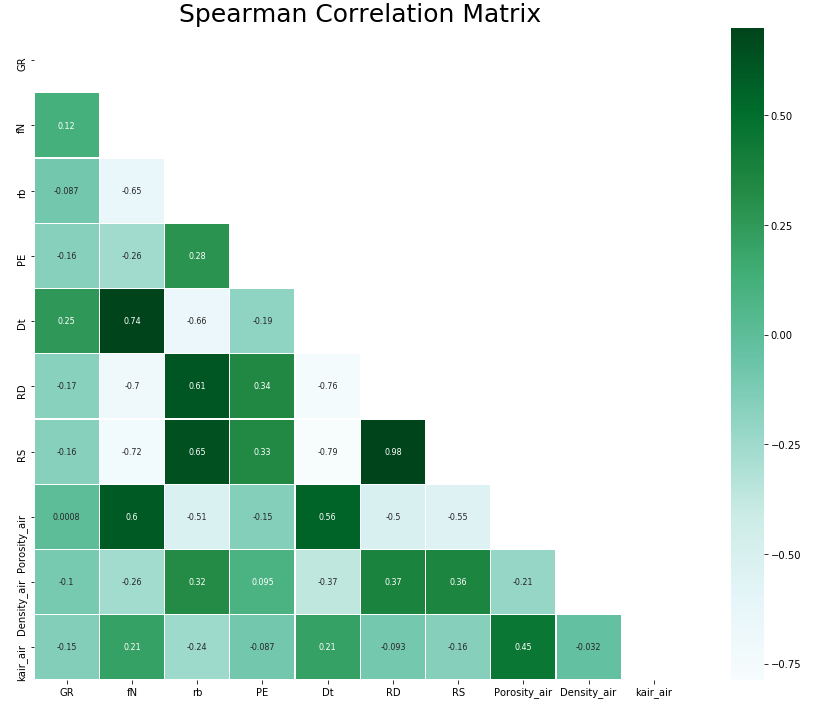 Spearman Correlation Matrix
GR
fN 0.12
rb -0.087 -0.65
PE -0.16 -0.26 0.28
Dt 0.25 0.74 -0.66 -0.19
RD -0.17 -0.7 0.61 0.34 -0.76
RS -0.16 -0.72 0.65 0.33 -0.79 0.98
Porosity_air 0.0008 0.6 -0.51 -0.15 0.56 -0.5 -0.55
Density_air -0.1 -0.26 0.32 0.095 -0.37 0.37 0.36 -0.21
kair_air -0.15 0.21 -0.24 -0.087 0.21 -0.093 -0.16 0.45 -0.032
GR fN rb PE Dt RD RS Porosity_air Density_air kair_air
0.50
0.25
0.00
−0.25
−0.50
−0.75